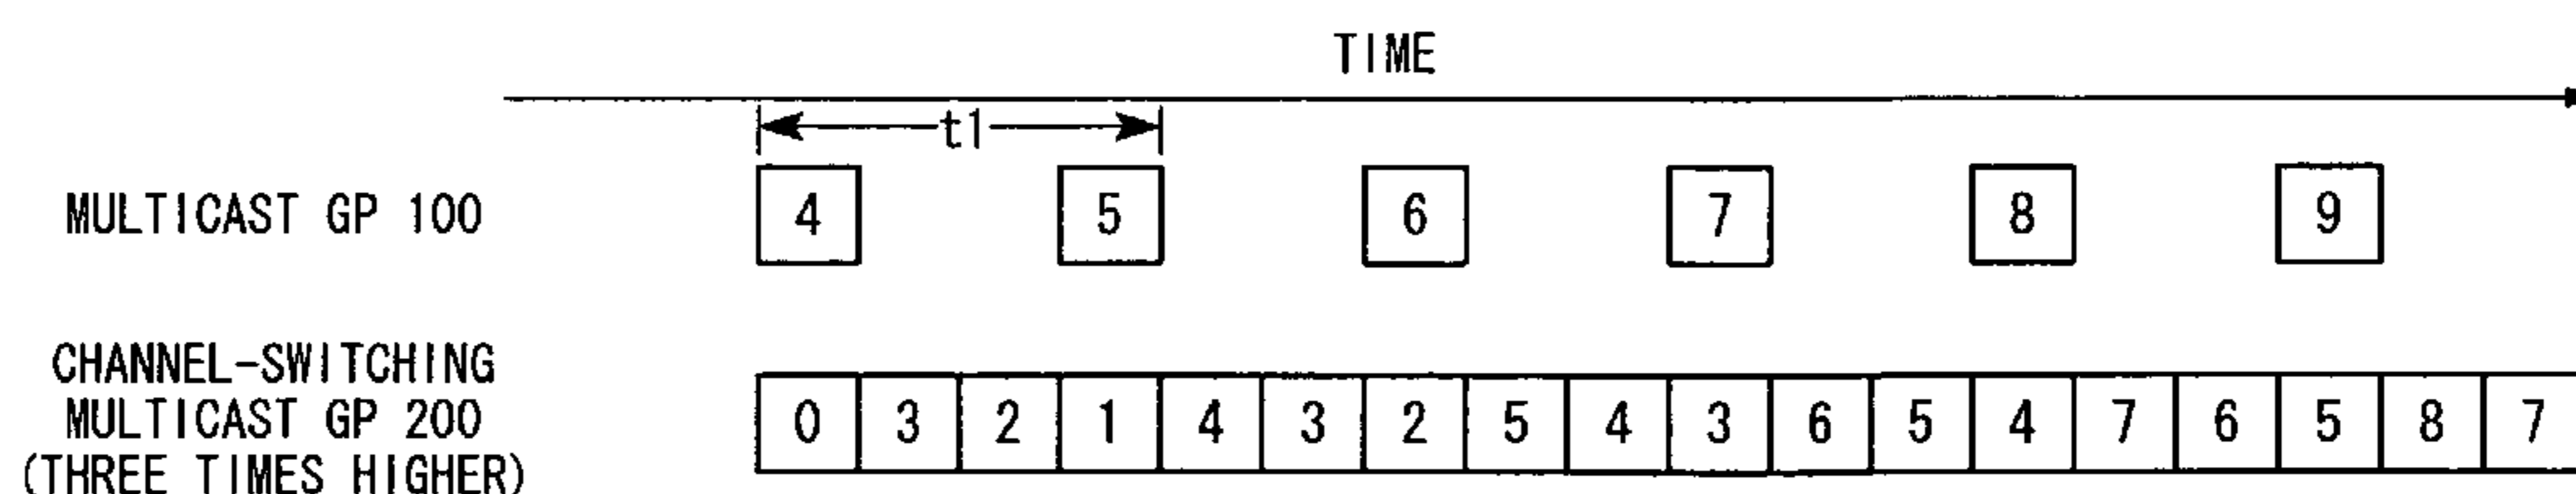 TIME
t1
MULTICAST GP 100
4 5 6 7 8 9
CHANNEL-SWITCHING
MULTICAST GP 200
(THREE TIMES HIGHER)
0 3 2 1 4 3 2 5 4 3 6 5 4 7 6 5 8 7